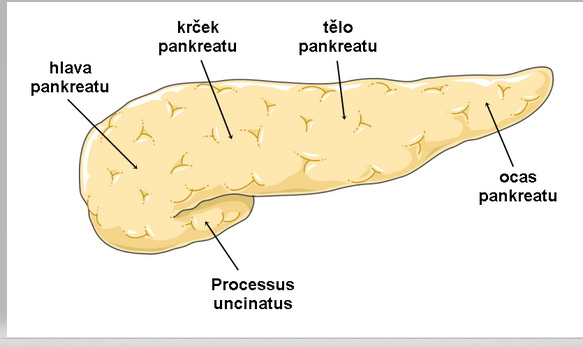 krček
pankreatu
tělo
pankreatu
hlava
pankreatu
ocas
pankreatu
Processus
uncinatus